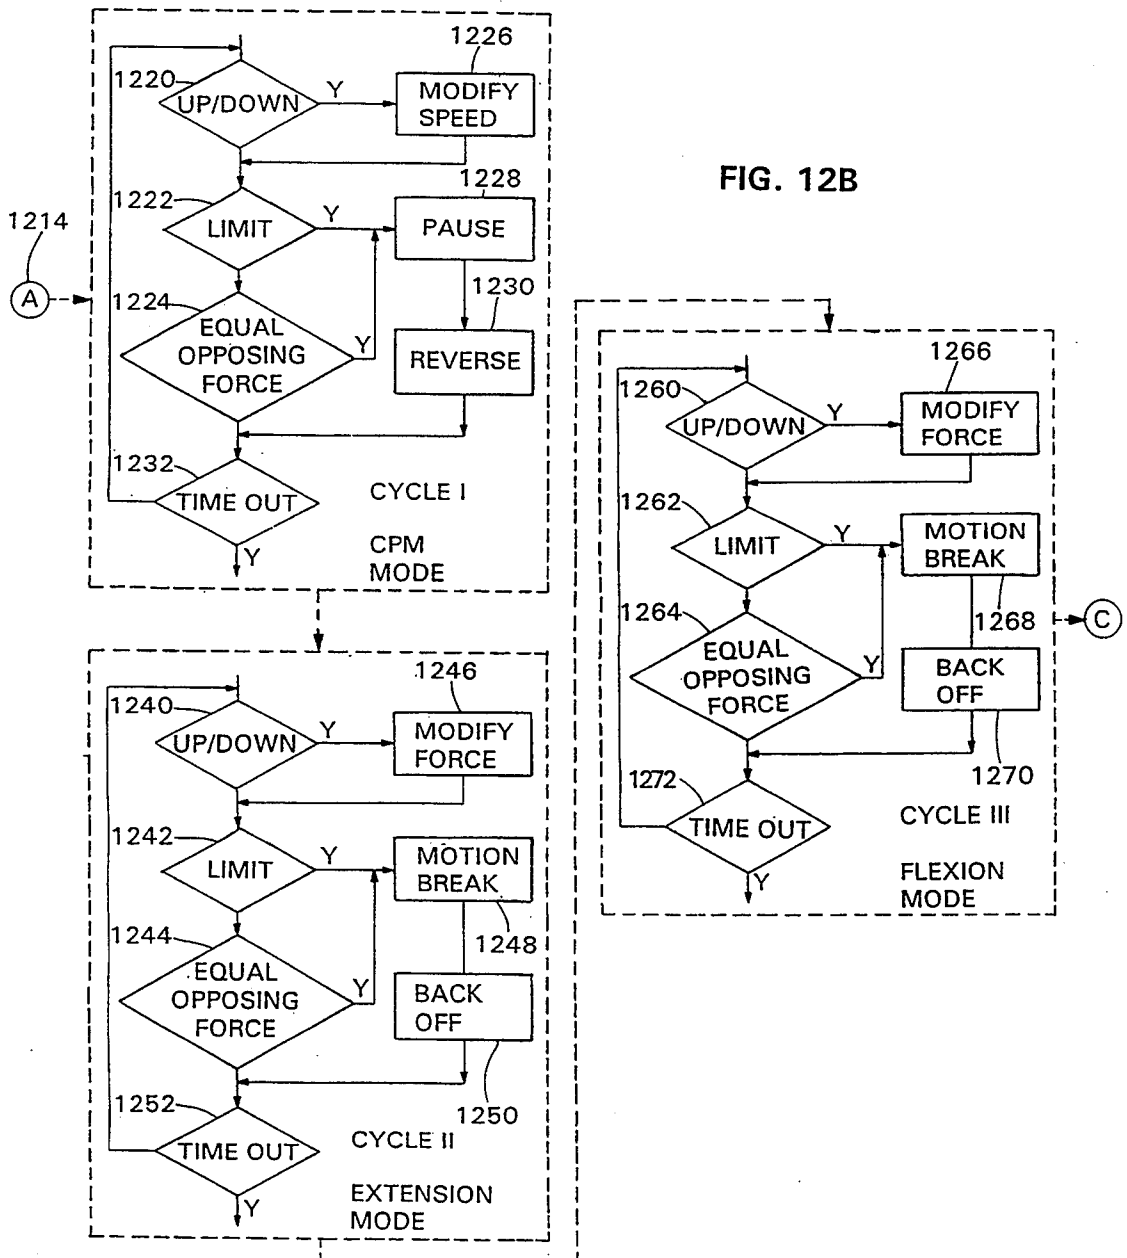 FIG. 12B
1214
A
1220
UP/DOWN
Y
1226
MODIFY
SPEED
1222
LIMIT
Y
1228
PAUSE
1224
EQUAL
OPPOSING
FORCE
Y
1230
REVERSE
1232
TIME OUT
Y
CYCLE I
CPM
MODE
1240
UP/DOWN
Y
1246
MODIFY
FORCE
1242
LIMIT
Y
MOTION
BREAK
1248
1244
EQUAL
OPPOSING
FORCE
Y
BACK
OFF
1250
1252
TIME OUT
Y
CYCLE II
EXTENSION
MODE
1260
UP/DOWN
Y
1266
MODIFY
FORCE
1262
LIMIT
Y
MOTION
BREAK
1268
1264
EQUAL
OPPOSING
FORCE
Y
BACK
OFF
1270
1272
TIME OUT
Y
CYCLE III
FLEXION
MODE
C